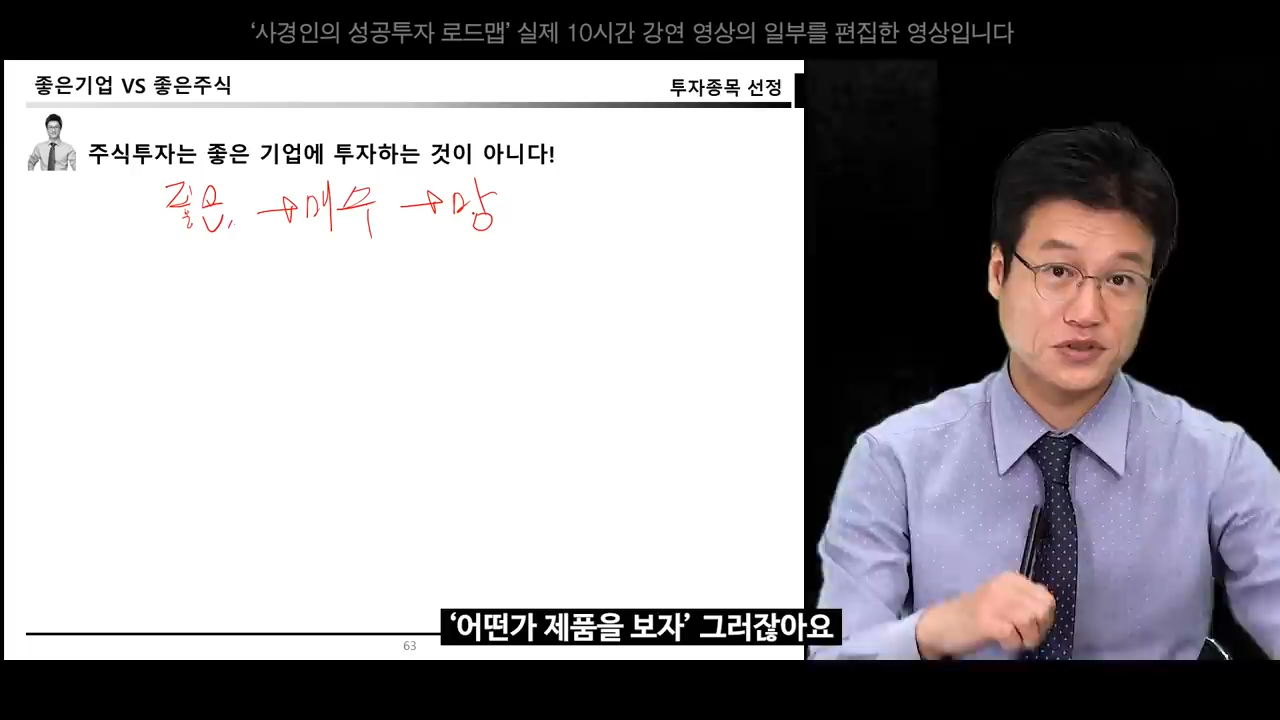 ‘사경인의 성공투자 로드맵’ 실제 10시간 강연 영상의 일부를 편집한 영상입니다
좋은기업 VS 좋은주식
투자종목 선정
주식투자는 좋은 기업에 투자하는 것이 아니다!
좋은, →매수 →망
‘어떤가 제품을 보자’ 그러잖아요
63